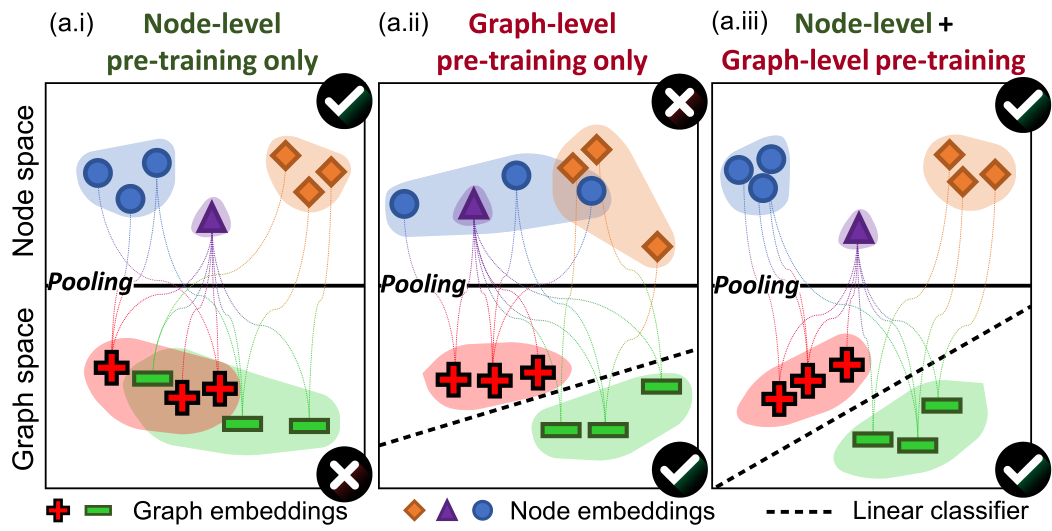 (a.i) Node-level
pre-training only
(a.ii) Graph-level
pre-training only
(a.iii) Node-level +
Graph-level pre-training
Node space
Pooling
Pooling
Pooling
Graph space
Graph embeddings
Node embeddings
Linear classifier